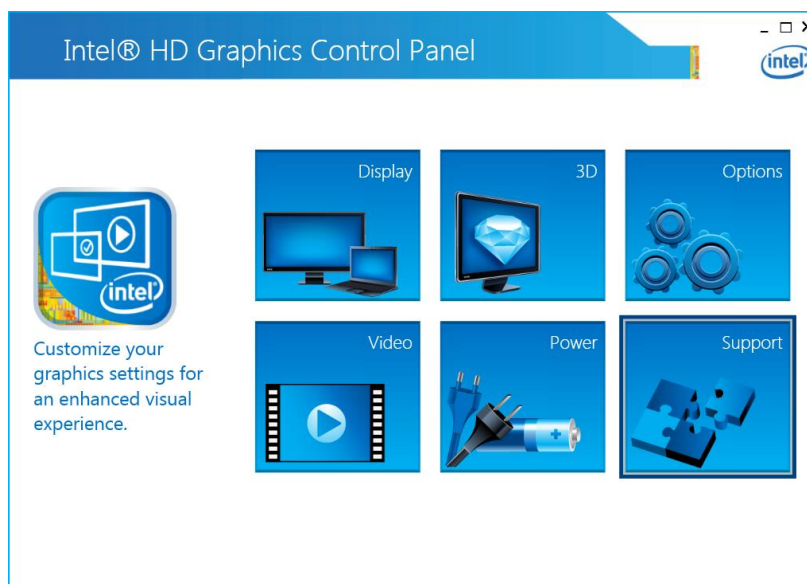 Intel® HD Graphics Control Panel
intel
Display
3D
Options
intel
Customize your
graphics settings for
an enhanced visual
experience.
Video
Power
Support